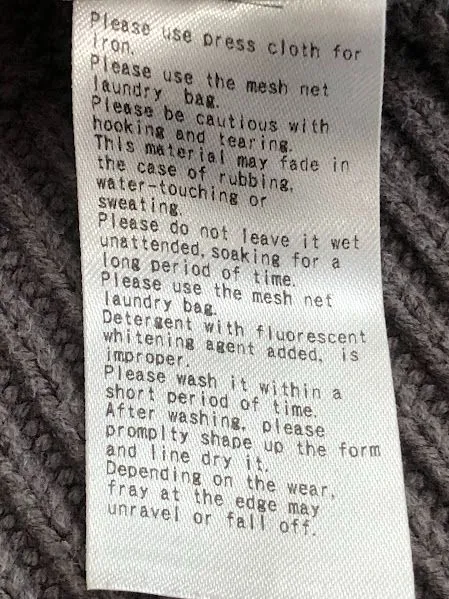 Please use press cloth for
iron.
Please use the mesh net
laundry bag.
Please be cautious with
hooking and tearing.
This material may fade in
the case of rubbing,
water-touching or
sweating.
Please do not leave it wet
unattended, soaking for a
long period of time.
Please use the mesh net
laundry bag.
Detergent with fluorescent
whitening agent added, is
improper.
Please wash it within a
short period of time.
After washing, please
promplty shape up the form
and line dry it.
Depending on the wear,
fray at the edge may
unravel or fall off.